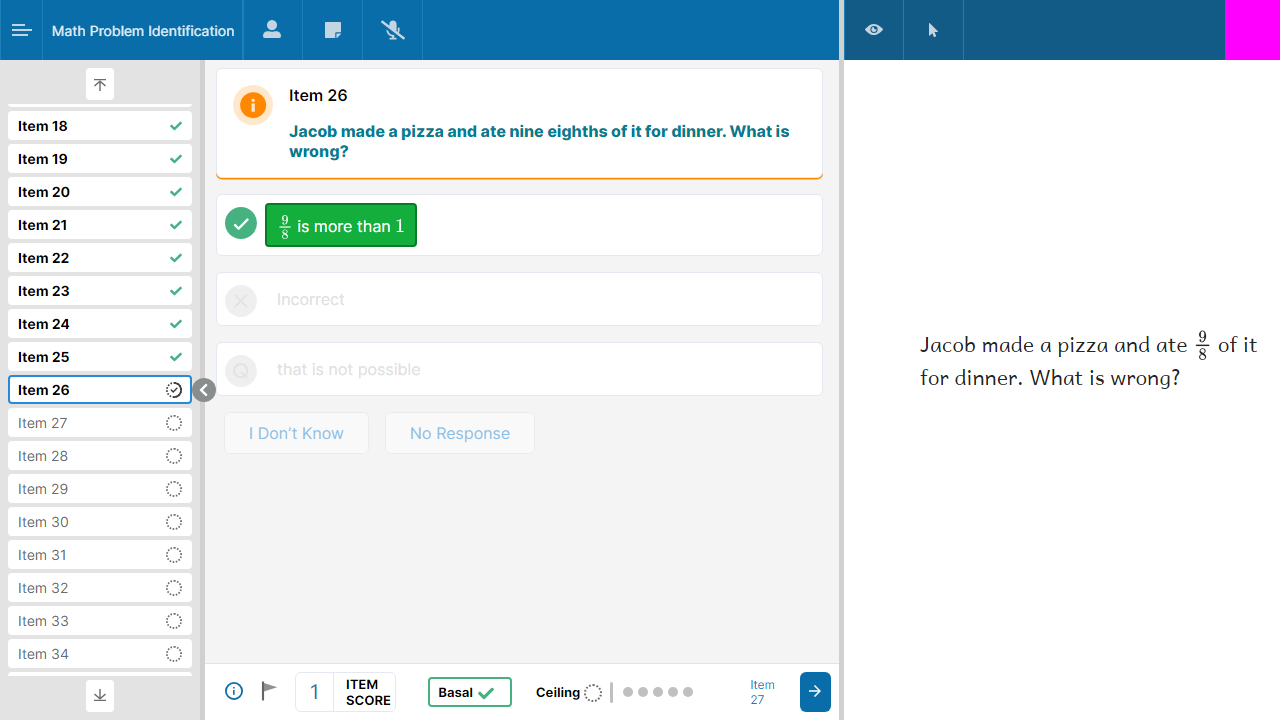 Math Problem Identification
Item 18
Item 19
Item 20
Item 21
Item 22
Item 23
Item 24
Item 25
Item 26
Item 27
Item 28
Item 29
Item 30
Item 31
Item 32
Item 33
Item 34
Item 26
Jacob made a pizza and ate nine eighths of it for dinner. What is
wrong?
9/8 is more than 1
Incorrect
Q that is not possible
I Don’t Know
No Response
1
ITEM
SCORE
Basal
Ceiling
Item
27
Jacob made a pizza and ate 9/8 of it
for dinner. What is wrong?